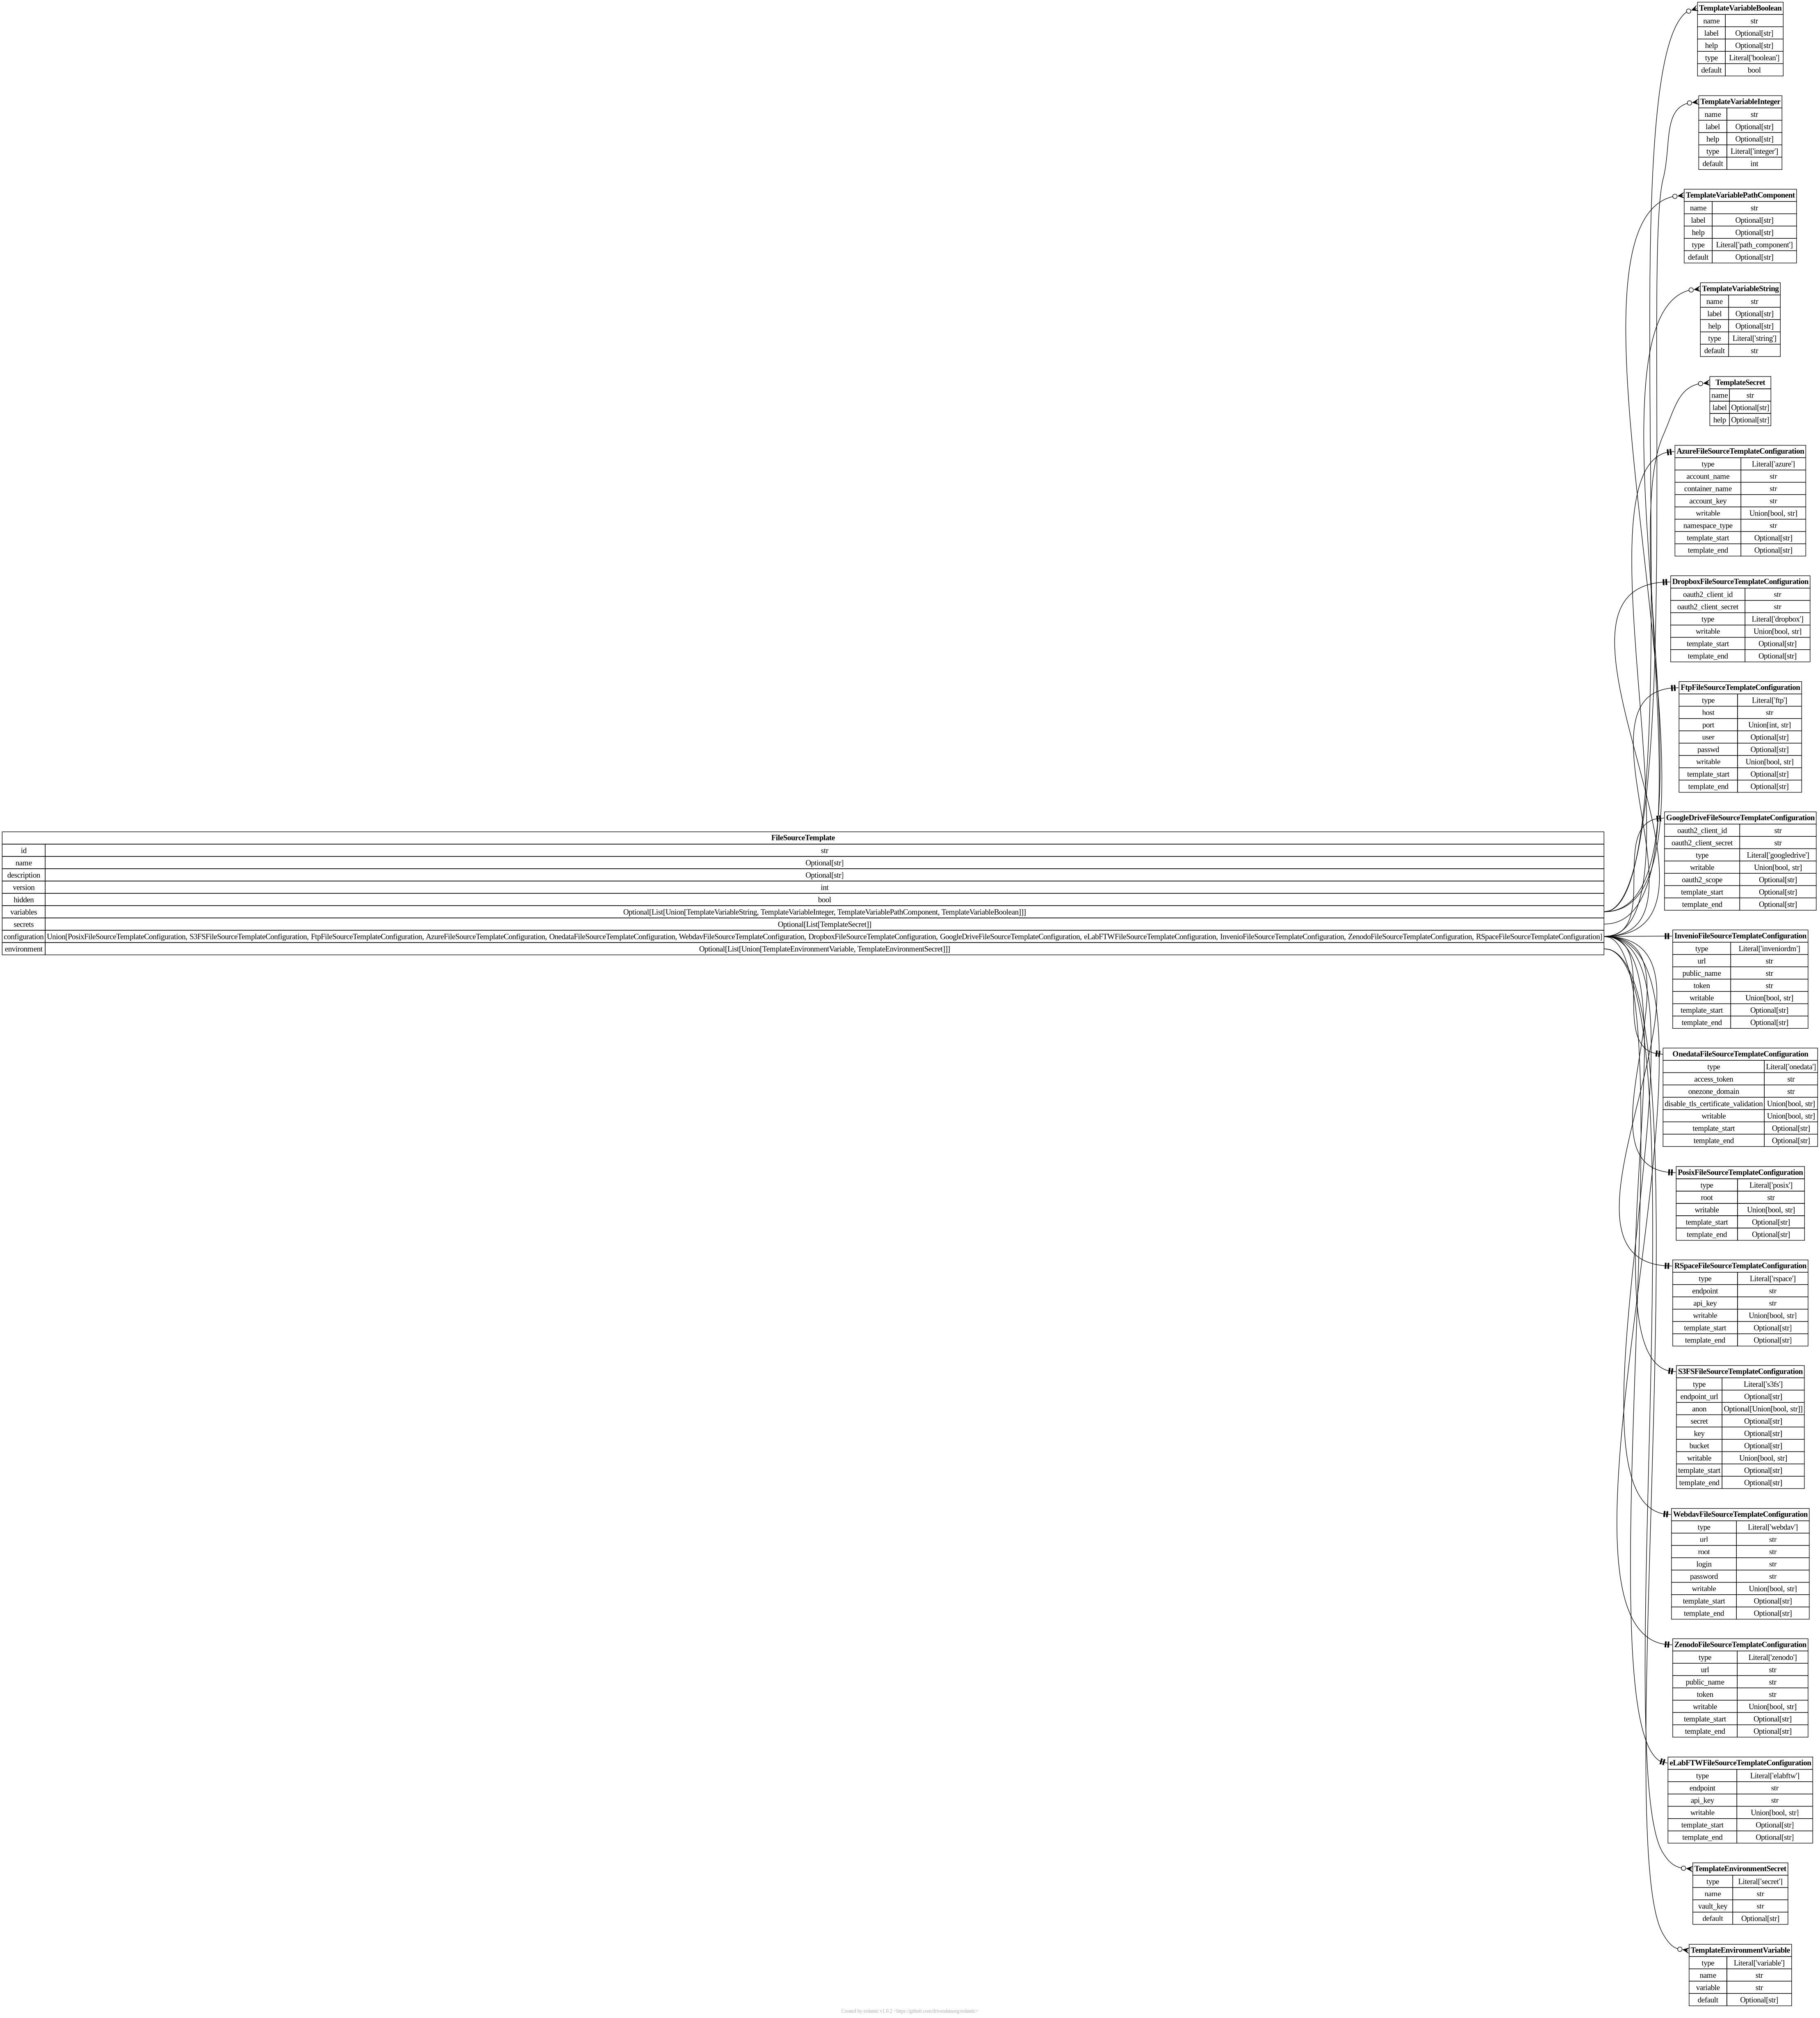 TemplateVariableBoolean
name str
label Optional[str]
help Optional[str]
type Literal['boolean']
default bool
TemplateVariableInteger
name str
label Optional[str]
help Optional[str]
type Literal['integer']
default int
TemplateVariablePathComponent
name str
label Optional[str]
help Optional[str]
type Literal['path_component']
default Optional[str]
TemplateVariableString
name str
label Optional[str]
help Optional[str]
type Literal['string']
default str
TemplateSecret
name str
label Optional[str]
help Optional[str]
AzureFileSourceTemplateConfiguration
type Literal['azure']
account_name str
container_name str
account_key str
writable Union[bool, str]
namespace_type str
template_start Optional[str]
template_end Optional[str]
DropboxFileSourceTemplateConfiguration
oauth2_client_id str
oauth2_client_secret str
type Literal['dropbox']
writable Union[bool, str]
template_start Optional[str]
template_end Optional[str]
FtpFileSourceTemplateConfiguration
type Literal['ftp']
host str
port Union[int, str]
user Optional[str]
passwd Optional[str]
writable Union[bool, str]
template_start Optional[str]
template_end Optional[str]
FileSourceTemplate
id str
name Optional[str]
description Optional[str]
version int
hidden bool
variables Optional[List[Union[TemplateVariableString, TemplateVariableInteger, TemplateVariablePathComponent, TemplateVariableBoolean]]]
secrets Optional[List[TemplateSecret]]
configuration Union[PosixFileSourceTemplateConfiguration, S3FSFileSourceTemplateConfiguration, FtpFileSourceTemplateConfiguration, AzureFileSourceTemplateConfiguration, OnedataFileSourceTemplateConfiguration, WebdavFileSourceTemplateConfiguration, DropboxFileSourceTemplateConfiguration, GoogleDriveFileSourceTemplateConfiguration, eLabFTWFileSourceTemplateConfiguration, InvenioFileSourceTemplateConfiguration, ZenodoFileSourceTemplateConfiguration, RSpaceFileSourceTemplateConfiguration]
environment Optional[List[Union[TemplateEnvironmentVariable, TemplateEnvironmentSecret]]]
GoogleDriveFileSourceTemplateConfiguration
oauth2_client_id str
oauth2_client_secret str
type Literal['googledrive']
writable Union[bool, str]
oauth2_scope Optional[str]
template_start Optional[str]
template_end Optional[str]
InvenioFileSourceTemplateConfiguration
type Literal['inveniordm']
url str
public_name str
token str
writable Union[bool, str]
template_start Optional[str]
template_end Optional[str]
OnedataFileSourceTemplateConfiguration
type Literal['onedata']
access_token str
onezone_domain str
disable_tls_certificate_validation Union[bool, str]
writable Union[bool, str]
template_start Optional[str]
template_end Optional[str]
PosixFileSourceTemplateConfiguration
type Literal['posix']
root str
writable Union[bool, str]
template_start Optional[str]
template_end Optional[str]
RSpaceFileSourceTemplateConfiguration
type Literal['rspace']
endpoint str
api_key str
writable Union[bool, str]
template_start Optional[str]
template_end Optional[str]
S3FSFileSourceTemplateConfiguration
type Literal['s3fs']
endpoint_url Optional[str]
anon Optional[Union[bool, str]]
secret Optional[str]
key Optional[str]
bucket Optional[str]
writable Union[bool, str]
template_start Optional[str]
template_end Optional[str]
WebdavFileSourceTemplateConfiguration
type Literal['webdav']
url str
root str
login str
password str
writable Union[bool, str]
template_start Optional[str]
template_end Optional[str]
ZenodoFileSourceTemplateConfiguration
type Literal['zenodo']
url str
public_name str
token str
writable Union[bool, str]
template_start Optional[str]
template_end Optional[str]
eLabFTWFileSourceTemplateConfiguration
type Literal['elabftw']
endpoint str
api_key str
writable Union[bool, str]
template_start Optional[str]
template_end Optional[str]
TemplateEnvironmentSecret
type Literal['secret']
name str
vault_key str
default Optional[str]
TemplateEnvironmentVariable
type Literal['variable']
name str
variable str
default Optional[str]
Created by erdantic v1.0.2